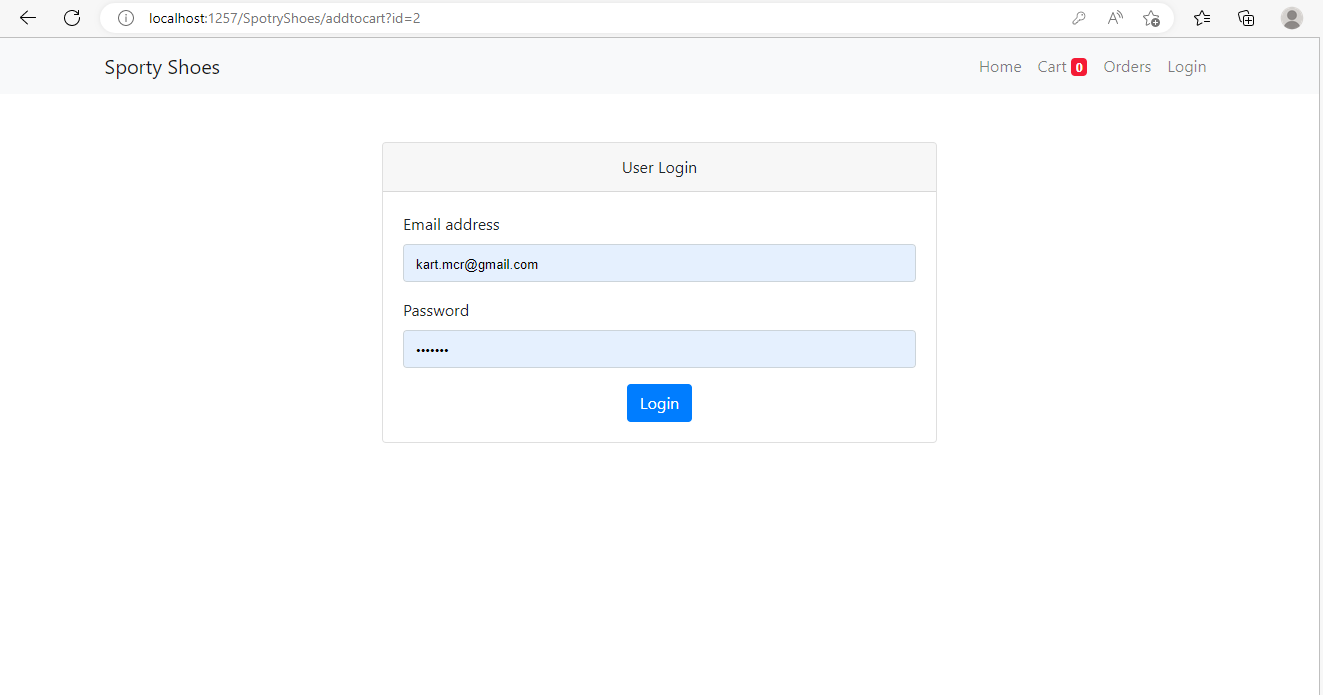 localhost:1257/SpotryShoes/addtocart?id=2
Sporty Shoes
Home Cart 0 Orders Login
User Login
Email address
kart.mcr@gmail.com
Password
•••••••
Login